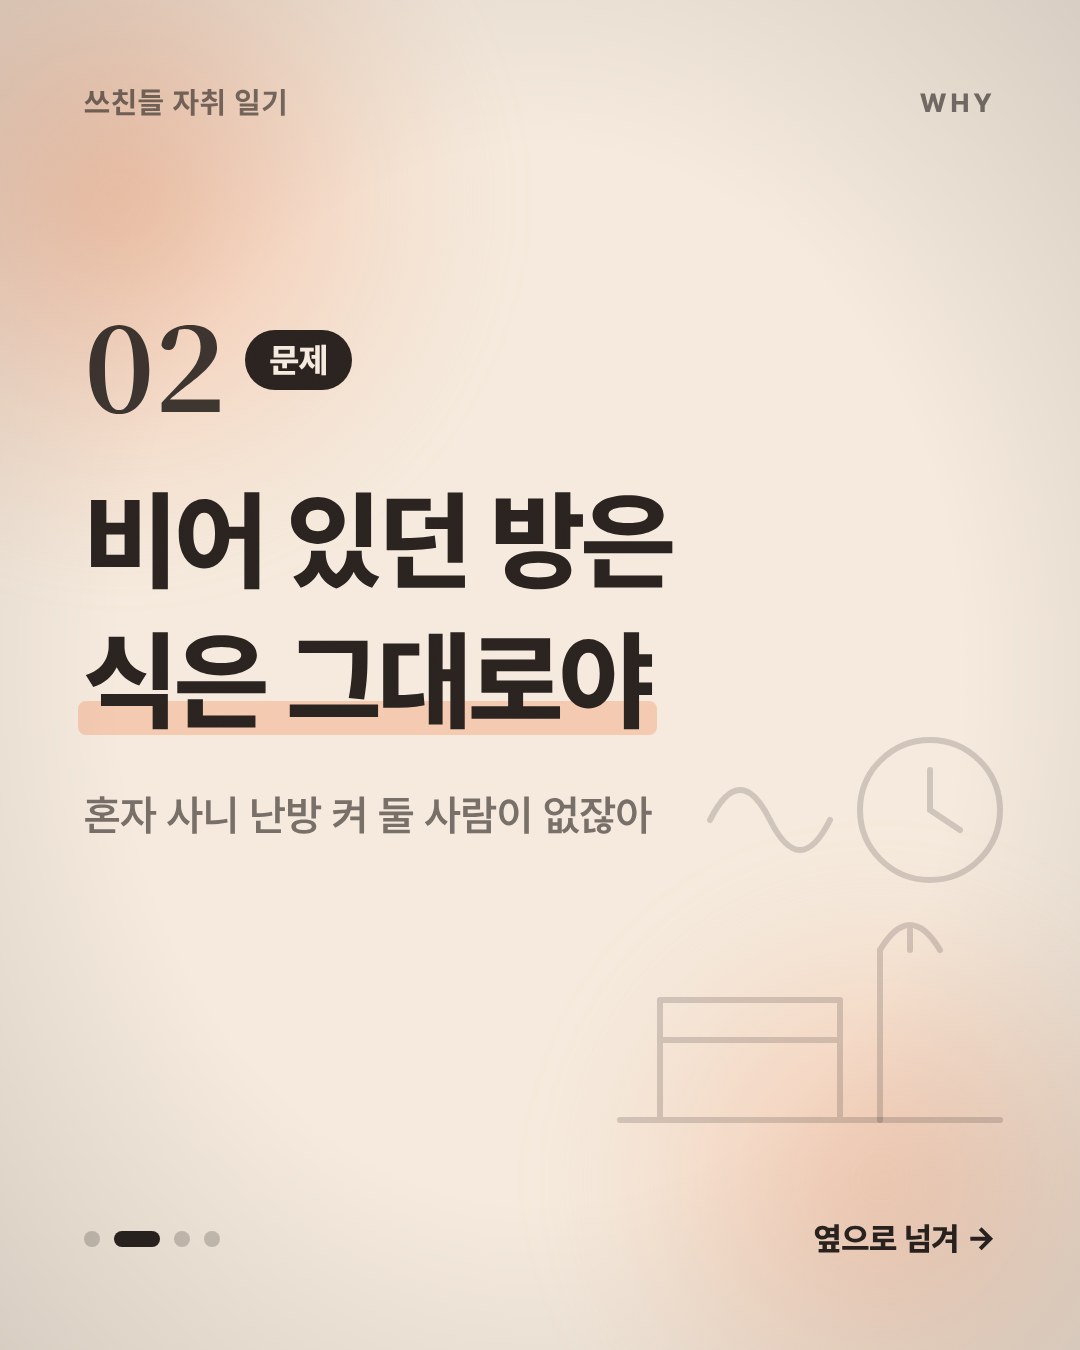 쓰친들 자취 일기
WHY
02 문제
비어 있던 방은
식은 그대로야
혼자 사니 난방 켜 둘 사람이 없잖아
옆으로 넘겨 →